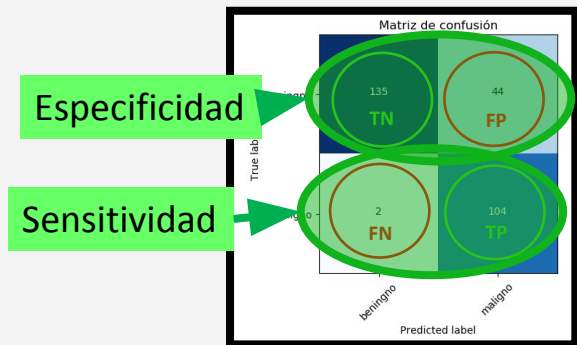 Matriz de confusión
Especificidad
135
44
TN
FP
True lab
Sensitividad
2
104
FN
TP
beningno
maligno
Predicted label